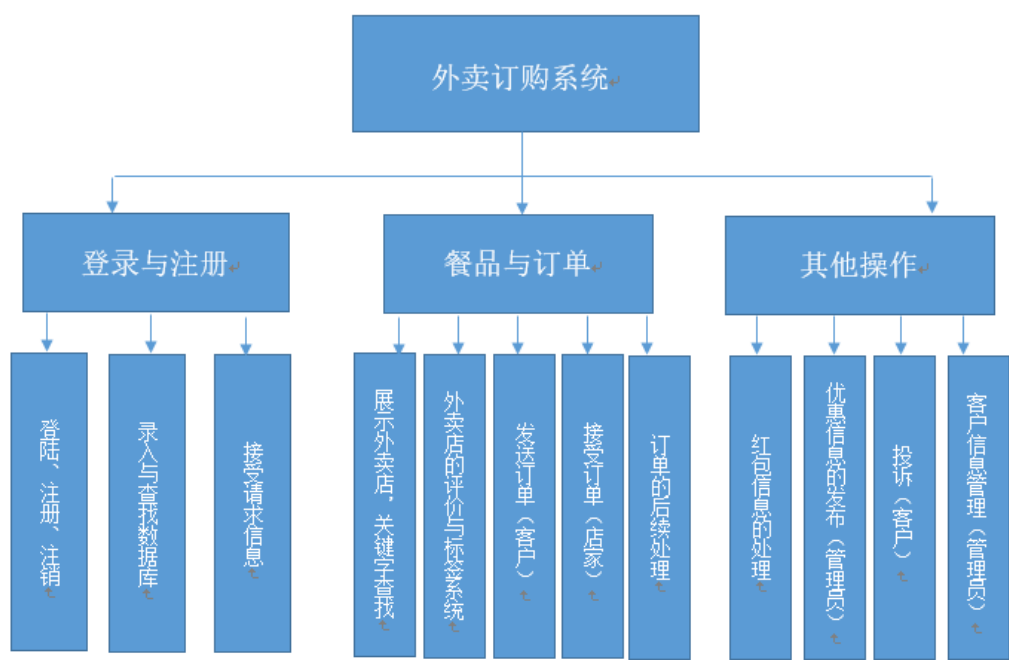 外卖订购系统
登录与注册
餐品与订单
其他操作
登陆、注册、注销
录入与查找数据库
接受请求信息
展示外卖店，关键字查找
外卖店的评价与标签系统
发送订单（客户）
接受订单（店家）
订单的后续处理
红包信息的处理
优惠信息的发布（管理员）
投诉（客户）
客户信息管理（管理员）